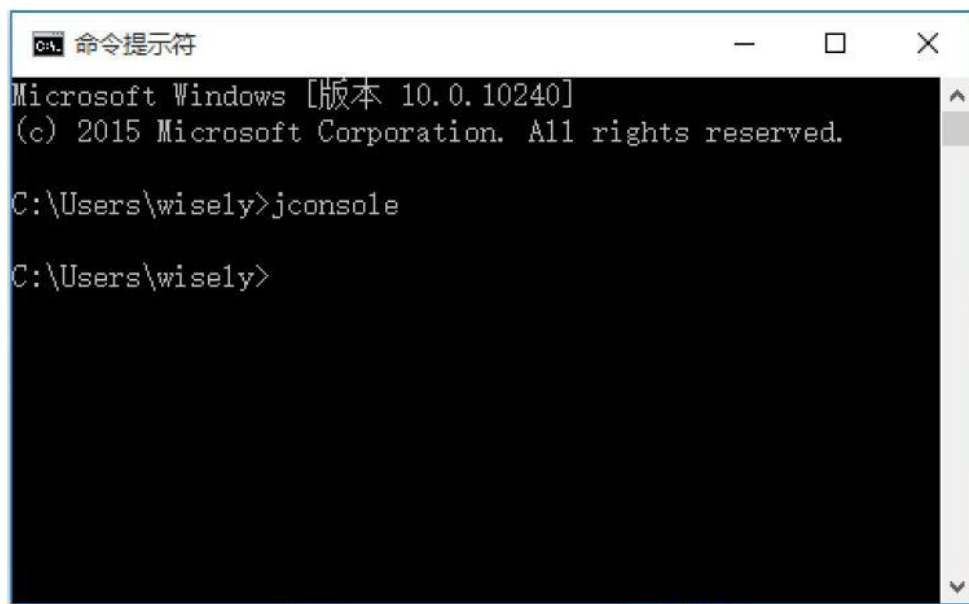 命令提示符
Microsoft Windows [版本 10.0.10240]
(c) 2015 Microsoft Corporation. All rights reserved.
C:\Users\wisely>jconsole
C:\Users\wisely>